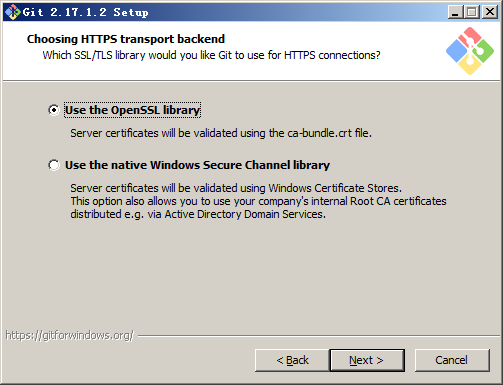 Git 2.17.1.2 Setup
Choosing HTTPS transport backend
Which SSL/TLS library would you like Git to use for HTTPS connections?
Use the OpenSSL library
Server certificates will be validated using the ca-bundle.crt file.
Use the native Windows Secure Channel library
Server certificates will be validated using Windows Certificate Stores.
This option also allows you to use your company's internal Root CA certificates
distributed e.g. via Active Directory Domain Services.
https://gitforwindows.org/
< Back
Next >
Cancel